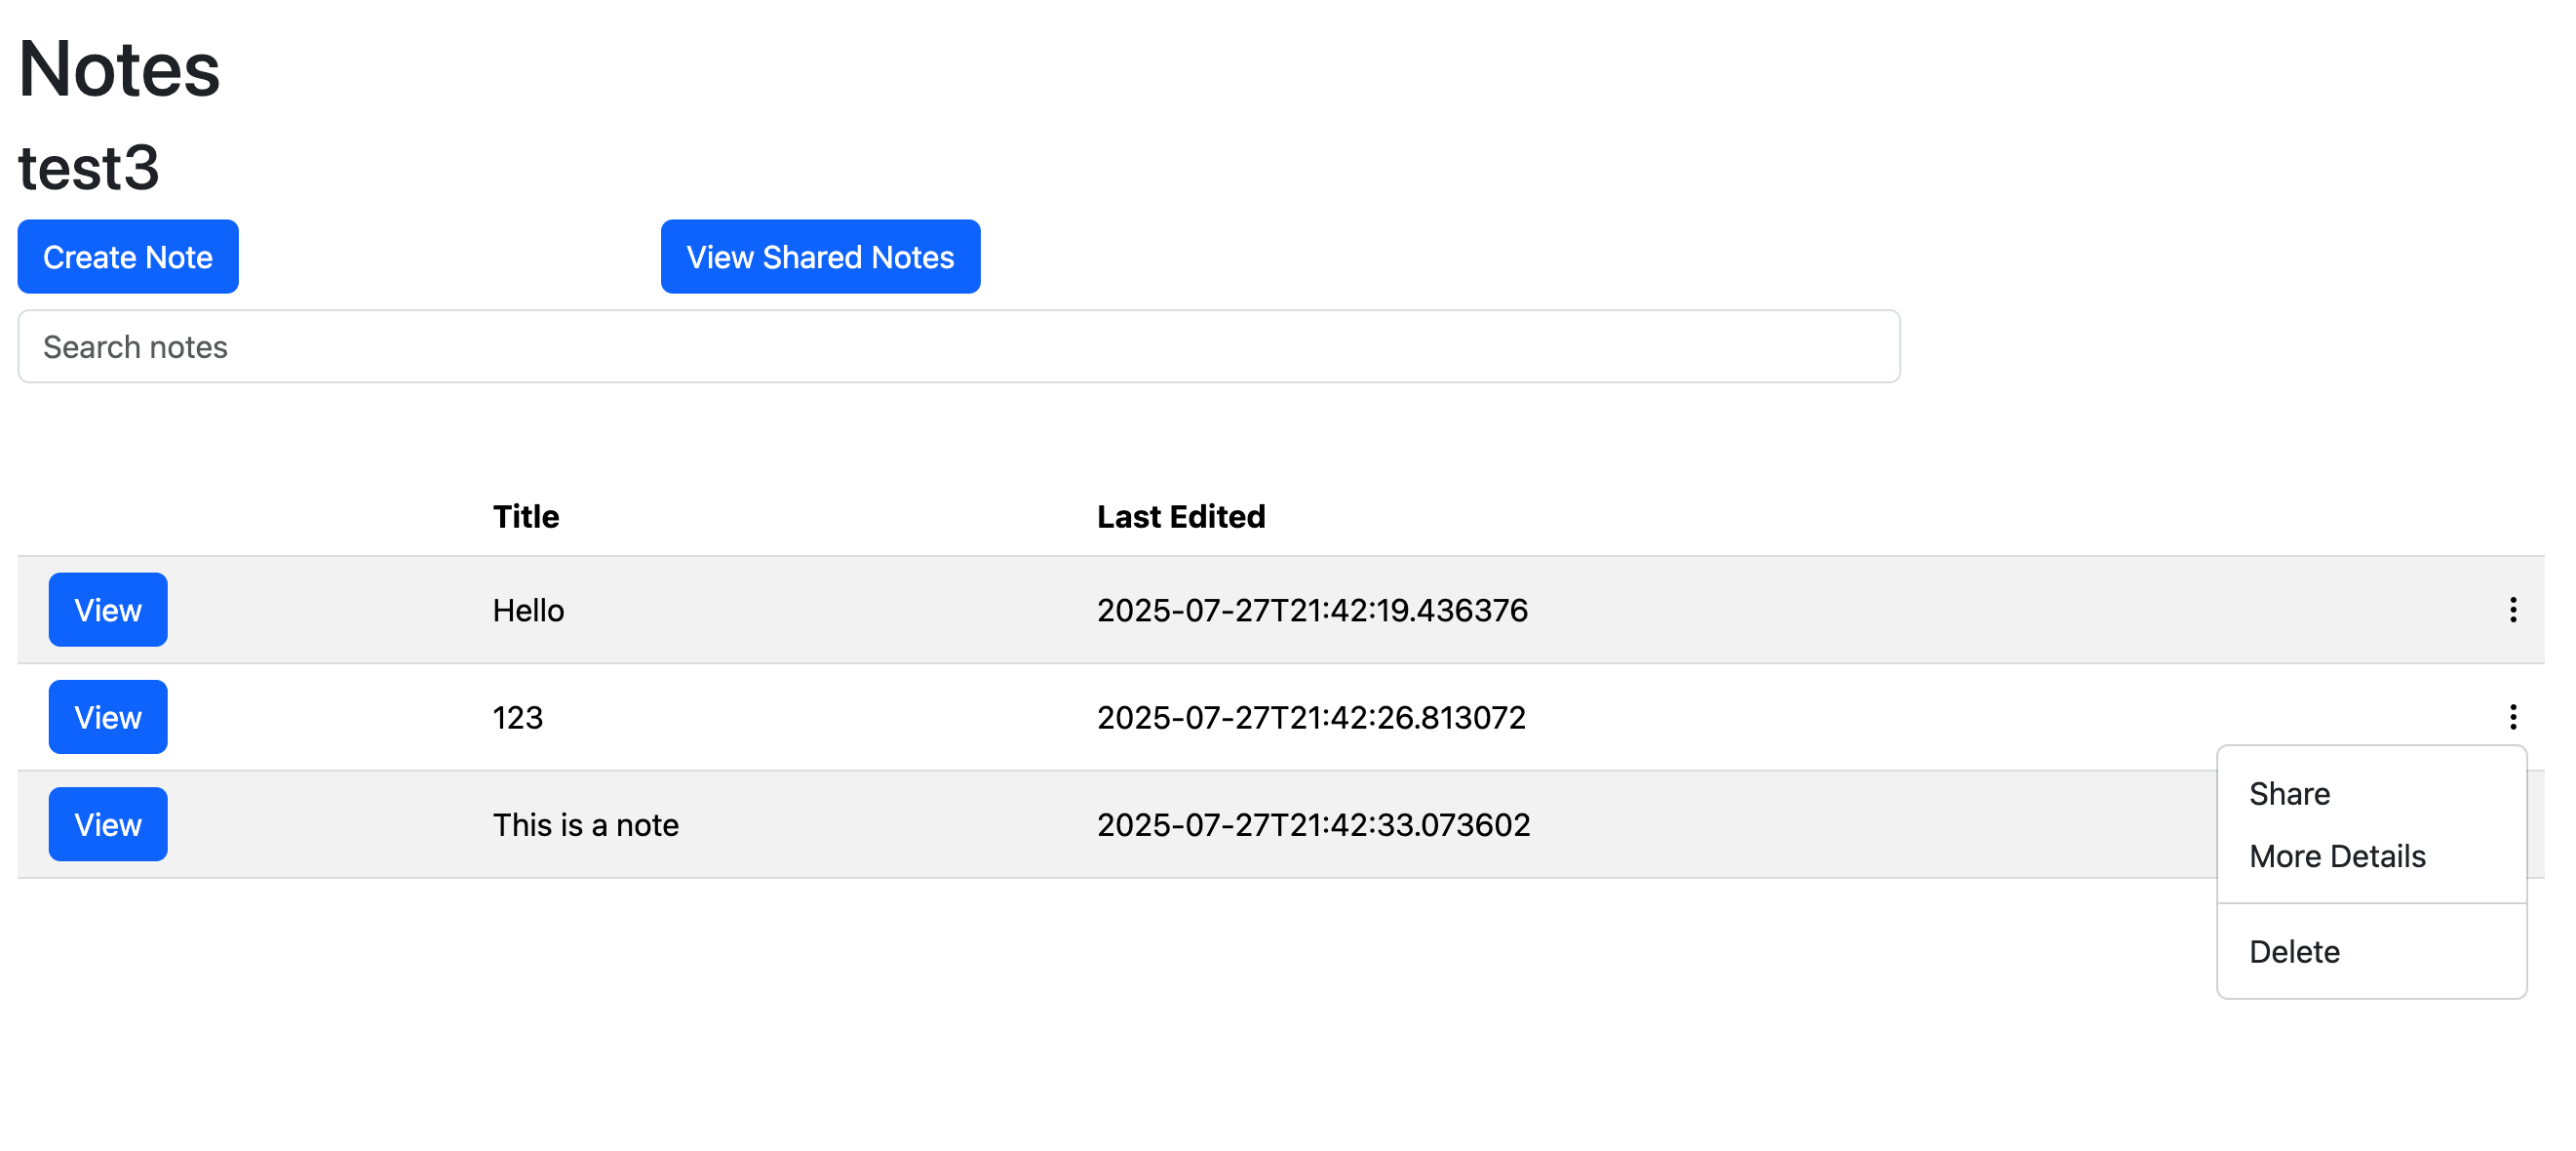 Notes
test3
Create Note View Shared Notes
Search notes
Title Last Edited
View Hello 2025-07-27T21:42:19.436376
View 123 2025-07-27T21:42:26.813072
View This is a note 2025-07-27T21:42:33.073602
Share
More Details
Delete